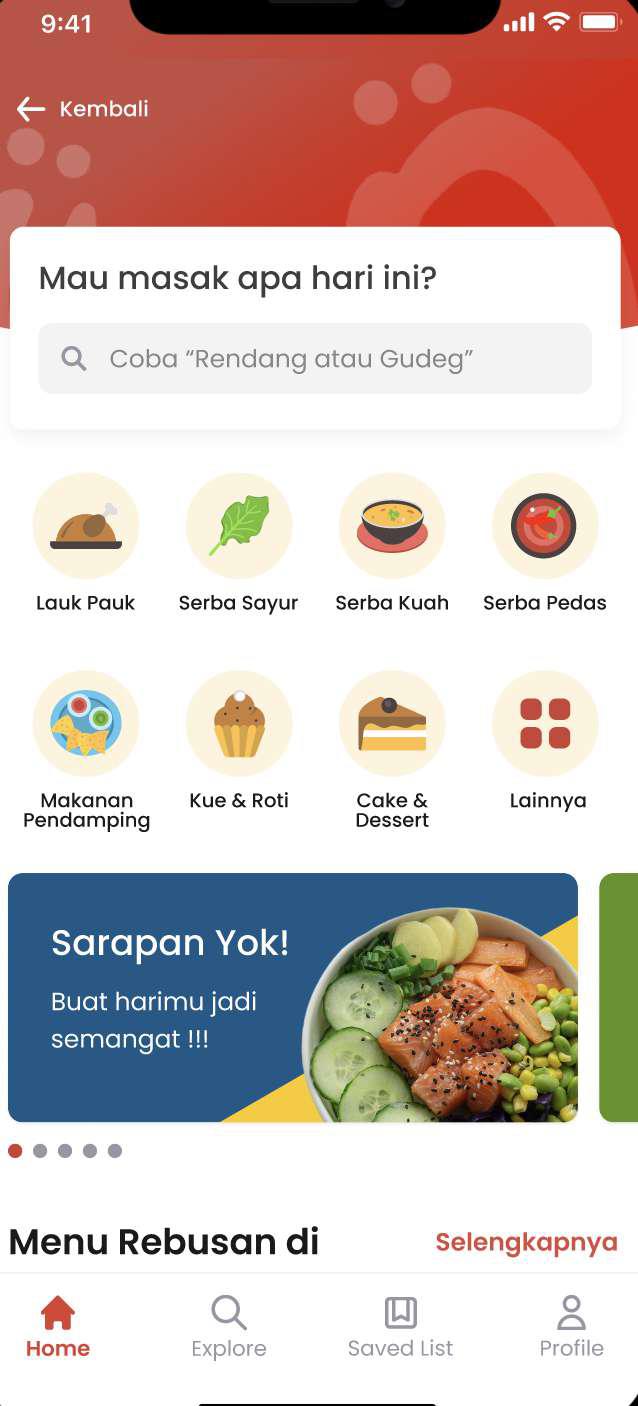 9:41
Kembali
Mau masak apa hari ini?
Coba “Rendang atau Gudeg”
Lauk Pauk
Serba Sayur
Serba Kuah
Serba Pedas
Makanan
Pendamping
Kue & Roti
Cake &
Dessert
Lainnya
Sarapan Yok!
Buat harimu jadi
semangat !!!
Menu Rebusan di
Selengkapnya
Home
Explore
Saved List
Profile